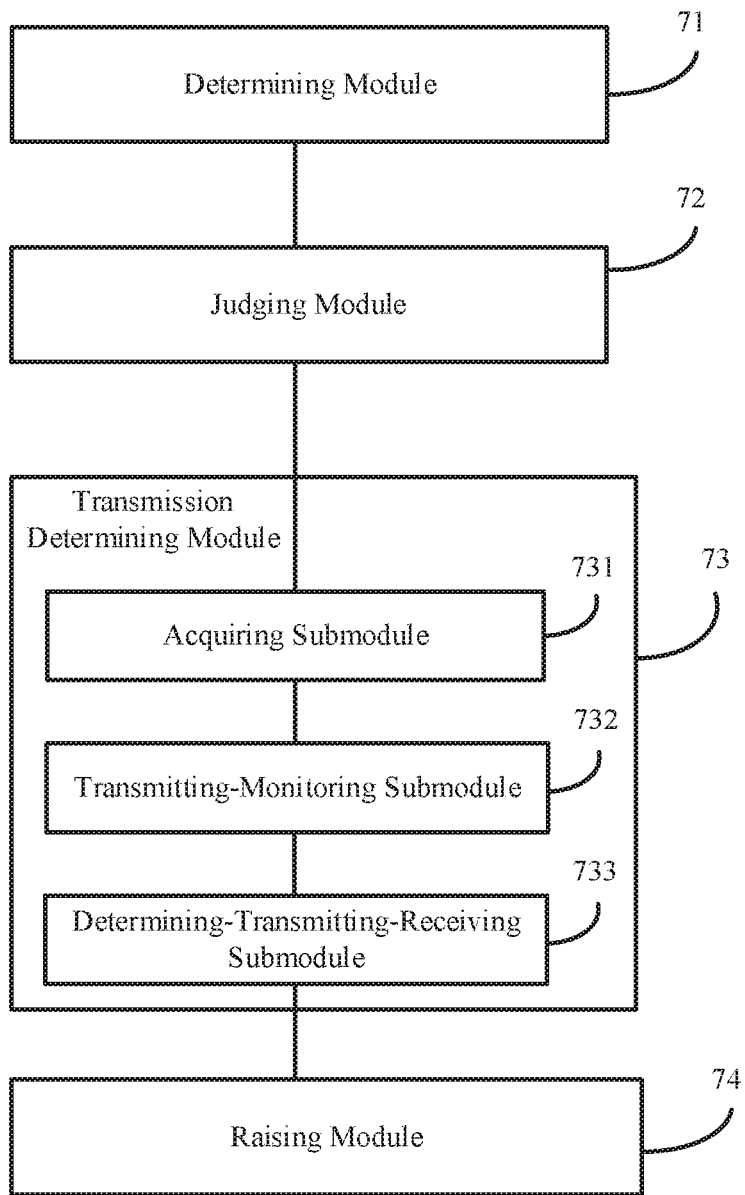 71
Determining Module
72
Judging Module
Transmission
Determining Module
731
73
Acquiring Submodule
732
Transmitting-Monitoring Submodule
733
Determining-Transmitting-Receiving
Submodule
74
Raising Module